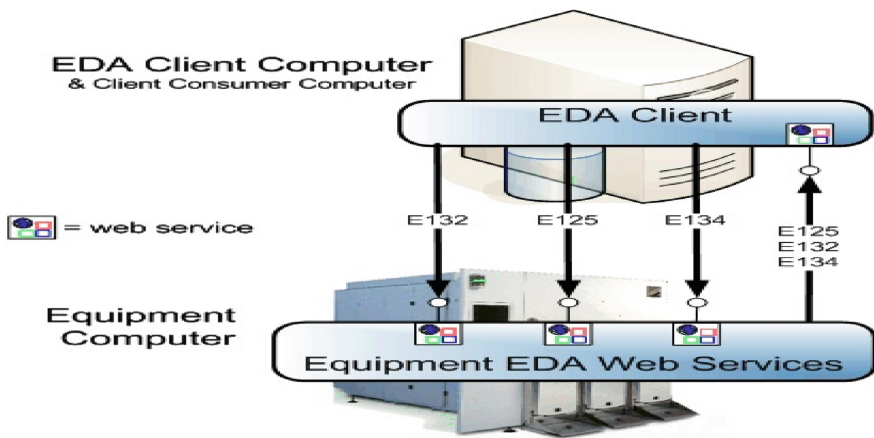 EDA Client Computer
& Client Consumer Computer
EDA Client
E132
E125
E134
E125
E132
E134
= web service
Equipment
Computer
Equipment EDA Web Services